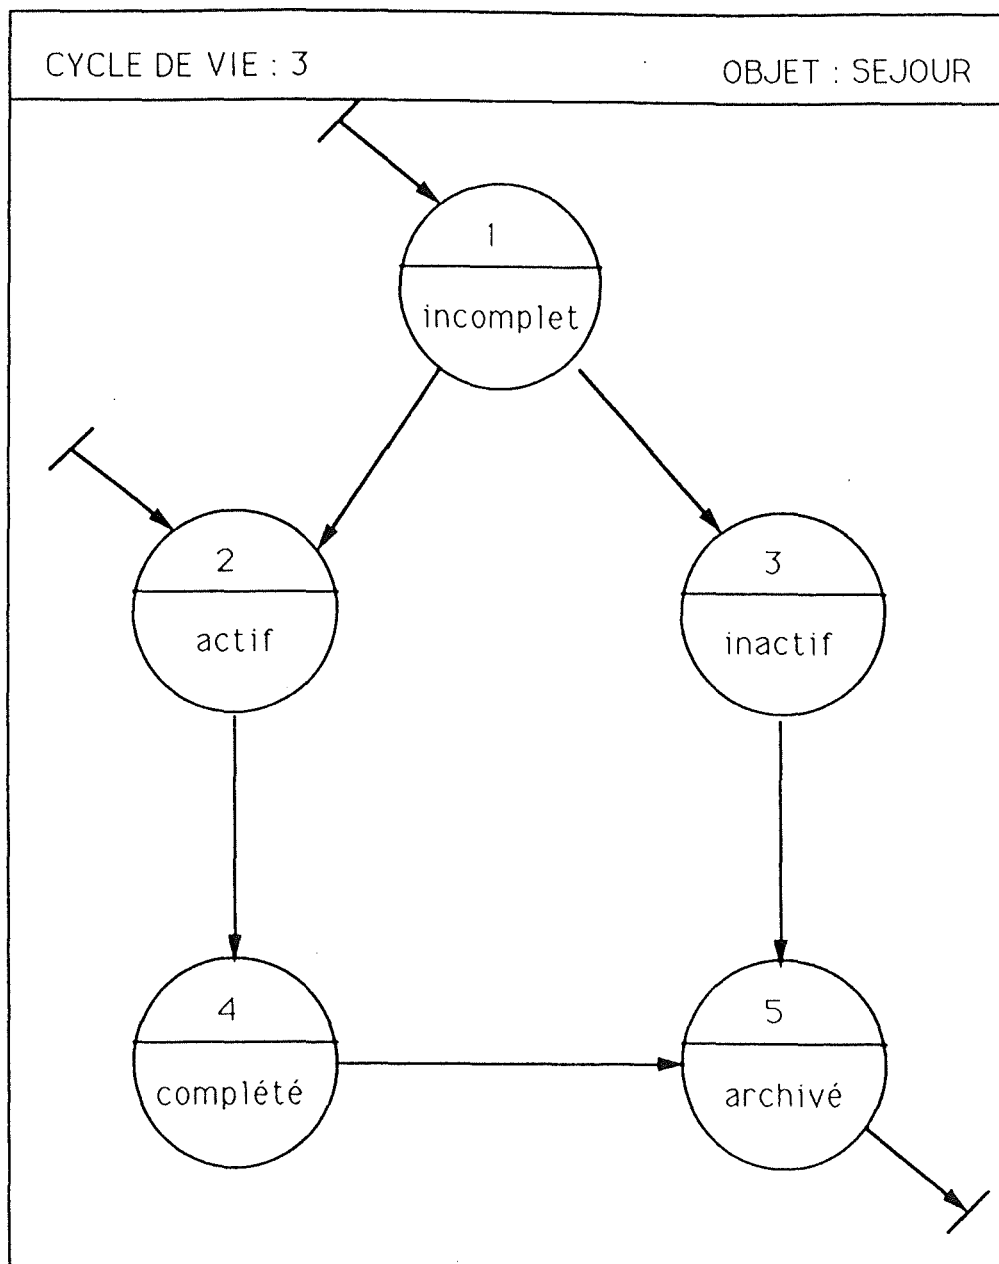 CYCLE DE VIE : 3
OBJET : SEJOUR
1
incomplet
2
actif
3
inactif
4
complété
5
archivé